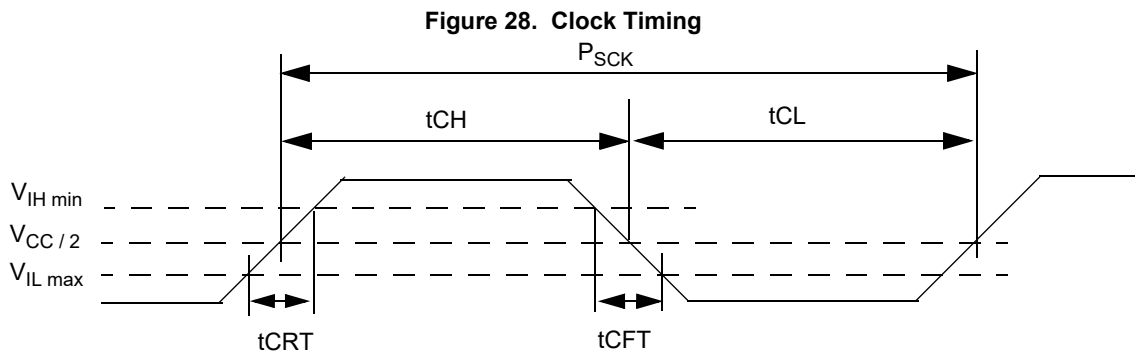 Figure 28. Clock Timing
PSCK
tCH
tCL
VIH min
VCC / 2
VIL max
tCRT
tCFT